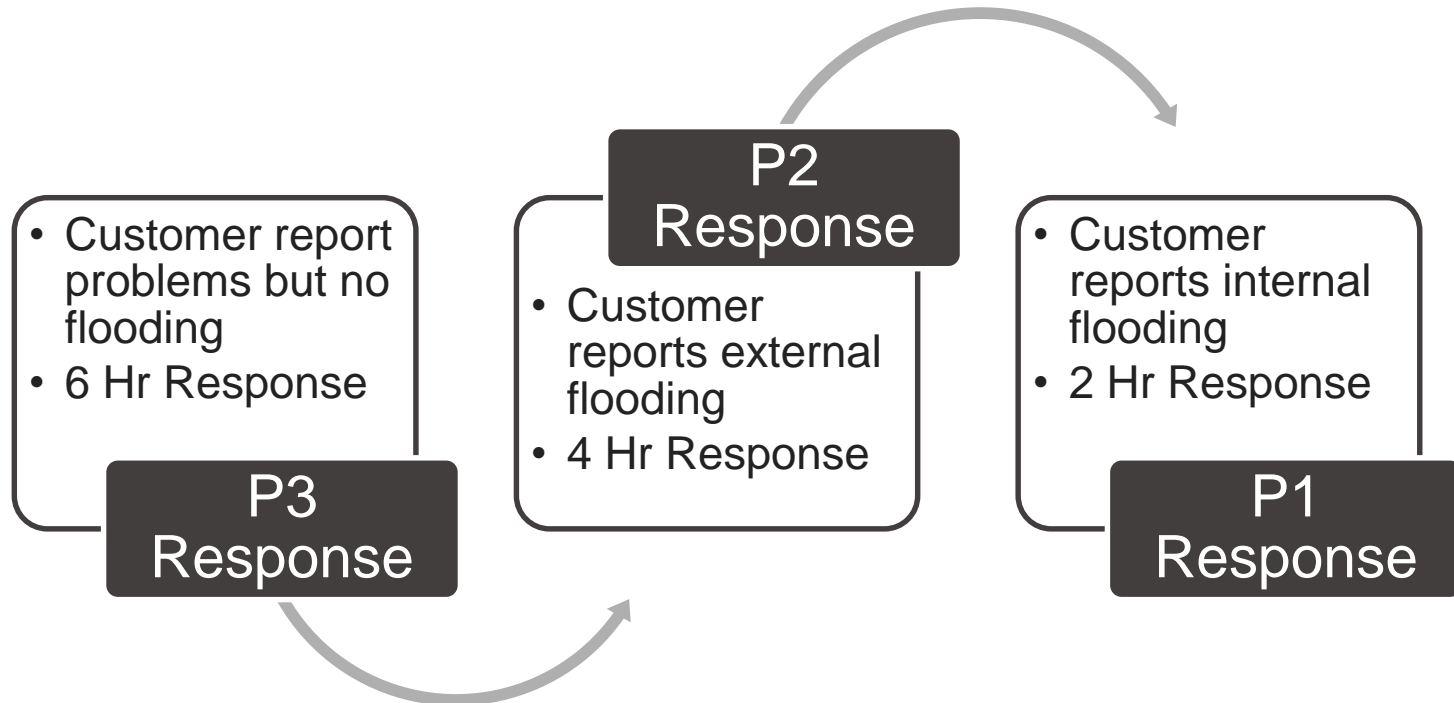 • Customer report
problems but no
flooding
• 6 Hr Response
P3
Response
P2
Response
• Customer
reports external
flooding
• 4 Hr Response
• Customer
reports internal
flooding
• 2 Hr Response
P1
Response